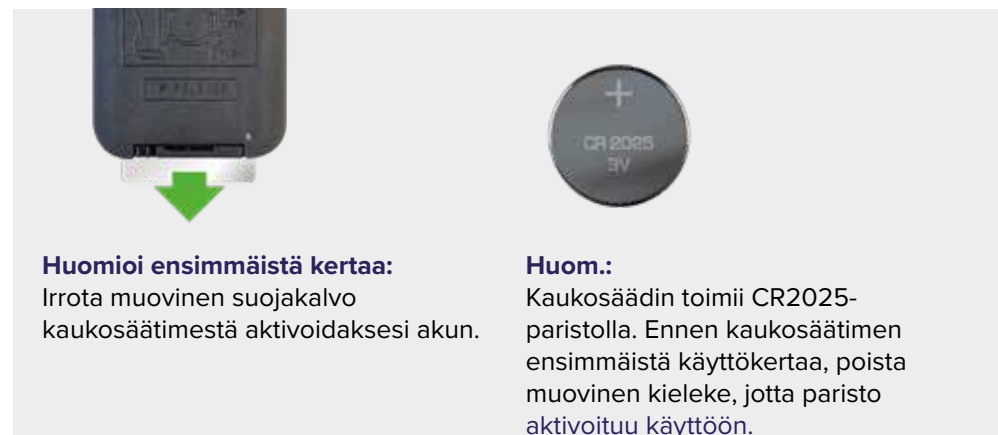 Huomioi ensimmäistä kertaa:
Irrota muovinen suojakalvo
kaukosäätimestä aktivoidaksesi akun.
CR 2025
3V
Huom.:
Kaukosäädin toimii CR2025-
paristolla. Ennen kaukosäätimen
ensimmäistä käyttökertaa, poista
muovinen kieleke, jotta paristo
aktivoituu käyttöön.